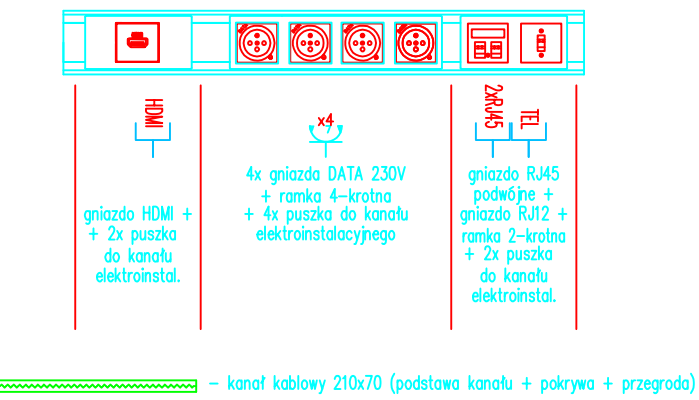 HDMI
x4
2xRJ45
TEL
gniazdo HDMI +
+ 2x puszka
do kanału
elektroinstal.
4x gniazda DATA 230V
+ ramka 4-krotna
+ 4x puszka do kanału
elektroinstalacyjnego
gniazdo RJ45
podwójne +
gniazdo RJ12 +
ramka 2-krotna
+ 2x puszka
do kanału
elektroinstal.
- kanał kablowy 210x70 (podstawa kanału + pokrywa + przegroda)